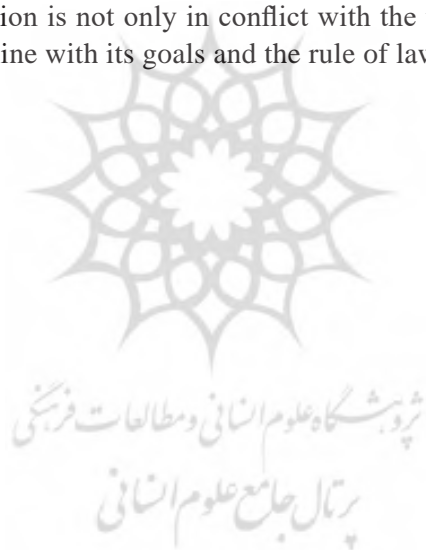 ion is not only in conflict with the
ine with its goals and the rule of law
پژوهشگاه علوم انسانی و مطالعات فرهنگی
پرتال جامع علوم انسانی